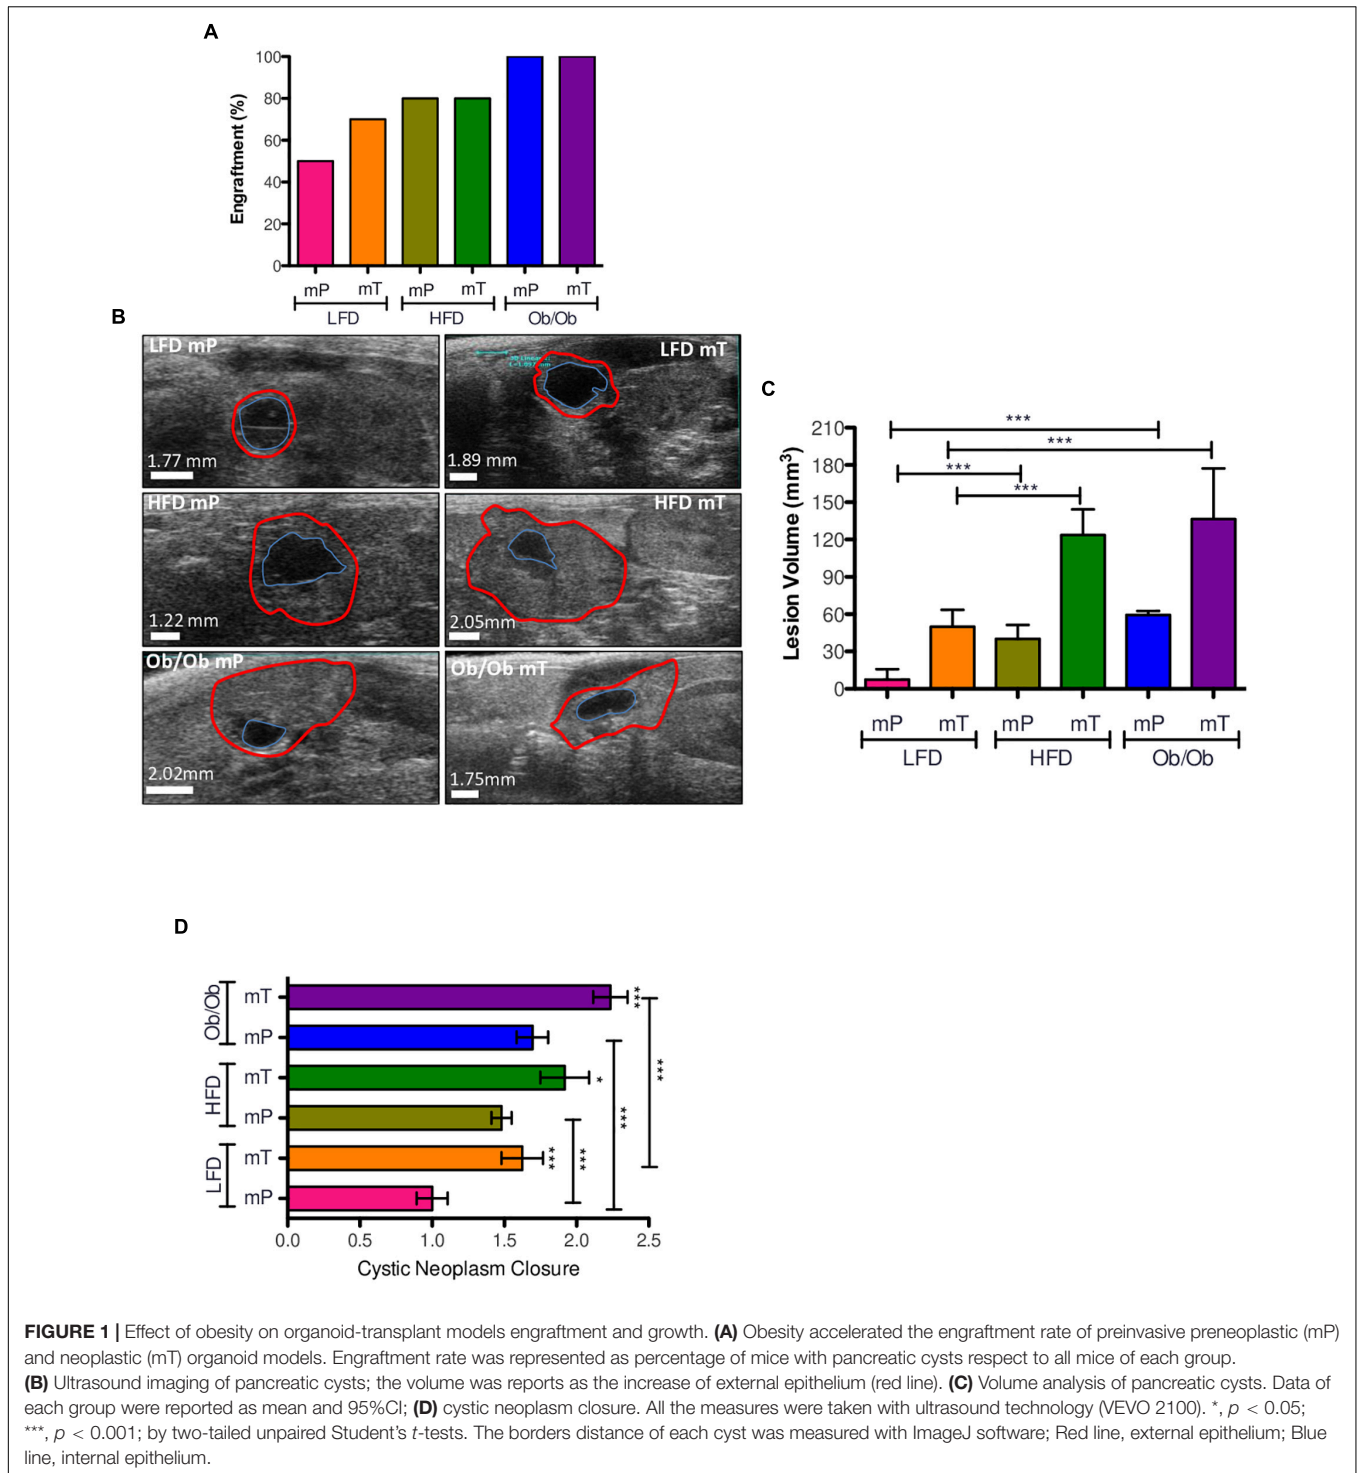 A
Engraftment (%)
100
80
60
40
20
0
mP mT mP mT mP mT
LFD HFD Ob/Ob
B
LFD mP
1.77 mm
LFD mT
1.89 mm
HFD mP
1.22 mm
HFD mT
2.05mm
Ob/Ob mP
2.02mm
Ob/Ob mT
1.75mm
C
Lesion Volume (mm³)
210
180
150
120
90
60
30
0
***
***
***
***
mP mT mP mT mP mT
LFD HFD Ob/Ob
D
Ob/Ob
mT
mP
HFD
mT
mP
LFD
mT
mP
***
*
***
***
***
***
0.0 0.5 1.0 1.5 2.0 2.5
Cystic Neoplasm Closure
FIGURE 1 | Effect of obesity on organoid-transplant models engraftment and growth. (A) Obesity accelerated the engraftment rate of preinvasive preneoplastic (mP)
and neoplastic (mT) organoid models. Engraftment rate was represented as percentage of mice with pancreatic cysts respect to all mice of each group.
(B) Ultrasound imaging of pancreatic cysts; the volume was reports as the increase of external epithelium (red line). (C) Volume analysis of pancreatic cysts. Data of
each group were reported as mean and 95%CI; (D) cystic neoplasm closure. All the measures were taken with ultrasound technology (VEVO 2100). *, p < 0.05;
***, p < 0.001; by two-tailed unpaired Student's t-tests. The borders distance of each cyst was measured with ImageJ software; Red line, external epithelium; Blue
line, internal epithelium.